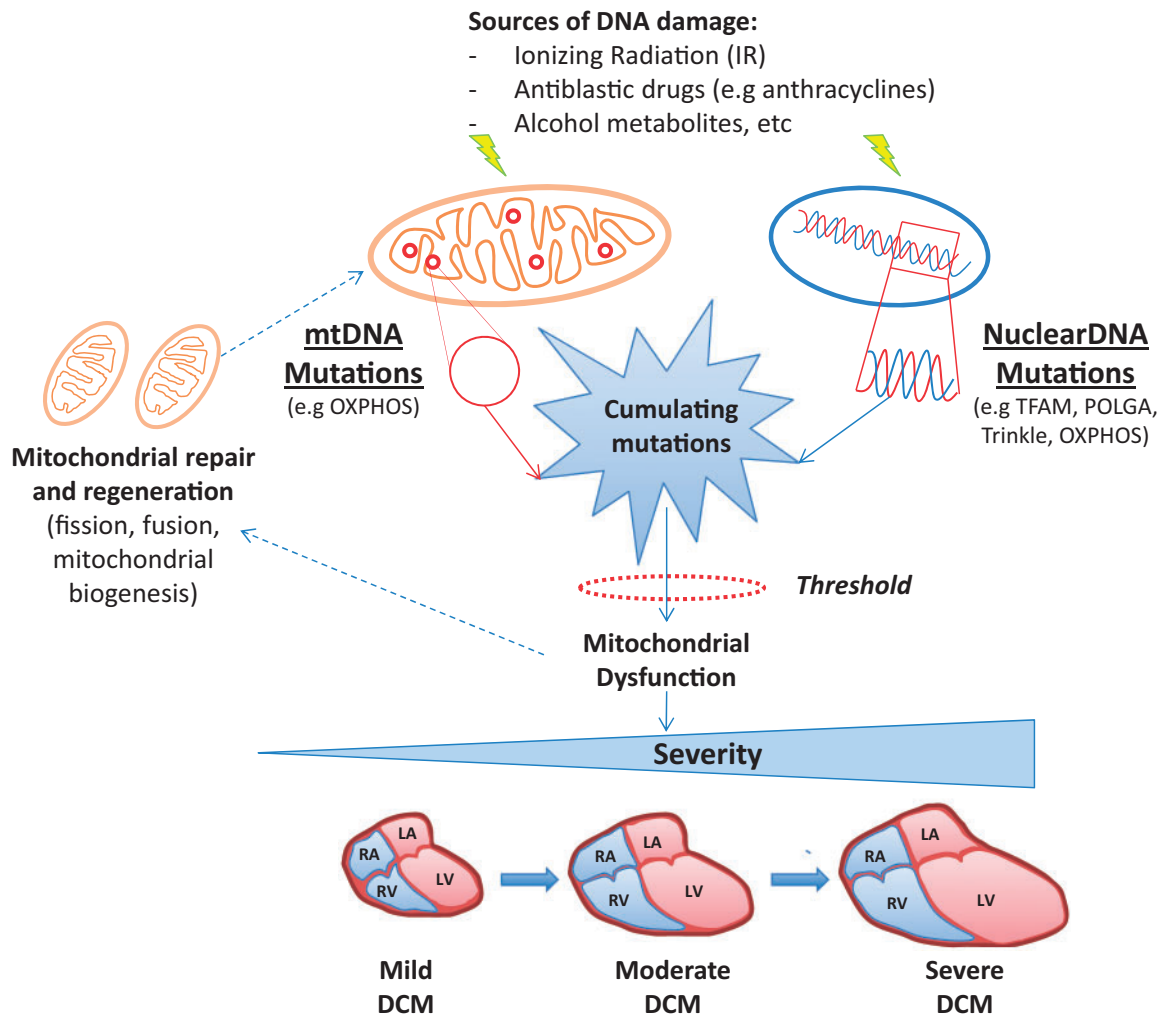 Sources of DNA damage:
- Ionizing Radiation (IR)
- Antiblastic drugs (e.g anthracyclines)
- Alcohol metabolites, etc
mtDNA
Mutations
(e.g OXPHOS)
Cumulating
mutations
NuclearDNA
Mutations
(e.g TFAM, POLGA,
Trinkle, OXPHOS)
Mitochondrial repair
and regeneration
(fission, fusion,
mitochondrial
biogenesis)
Threshold
Mitochondrial
Dysfunction
Severity
LA
RA
RV
LV
LA
RA
RV
LV
LA
RA
RV
LV
Mild
DCM
Moderate
DCM
Severe
DCM